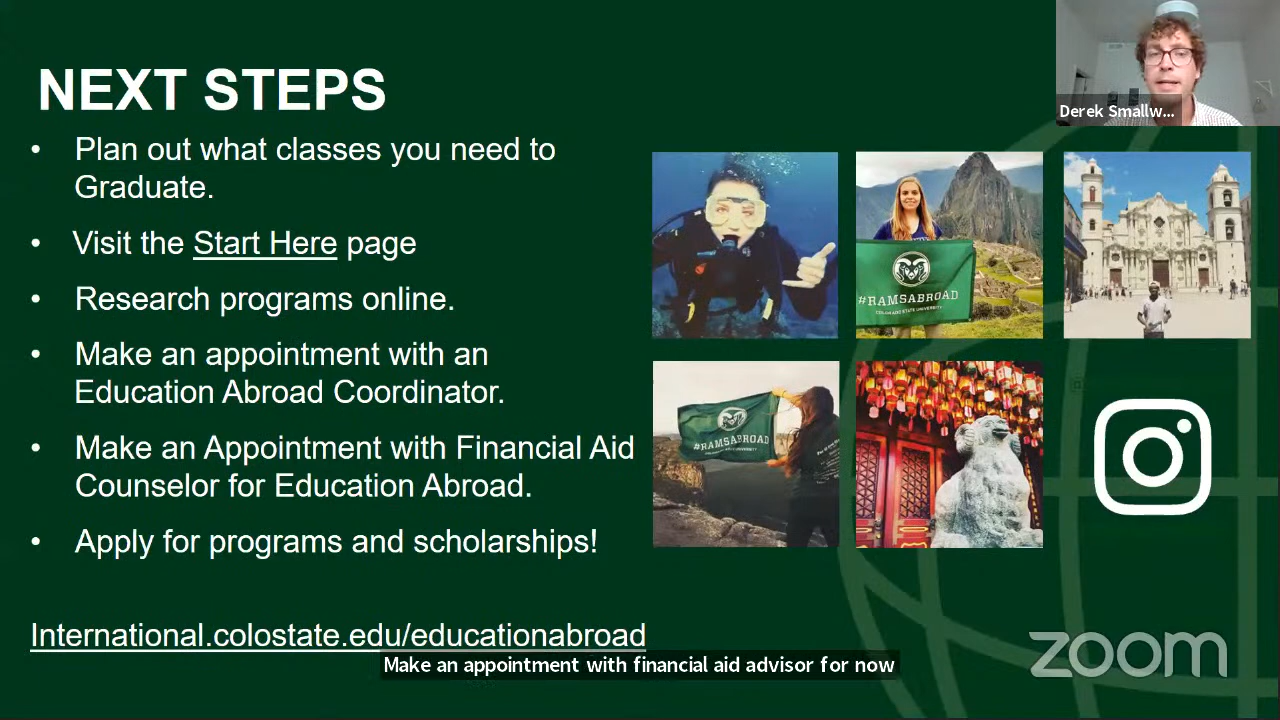 NEXT STEPS
• Plan out what classes you need to
Graduate.
• Visit the Start Here page
• Research programs online.
• Make an appointment with an
Education Abroad Coordinator.
• Make an Appointment with Financial Aid
Counselor for Education Abroad.
• Apply for programs and scholarships!
International.colostate.edu/educationabroad
Make an appointment with financial aid advisor for now
Derek Smallw...
#RAMSABROAD
COLORADO STATE UNIVERSITY
#RAMSABROAD
zoom